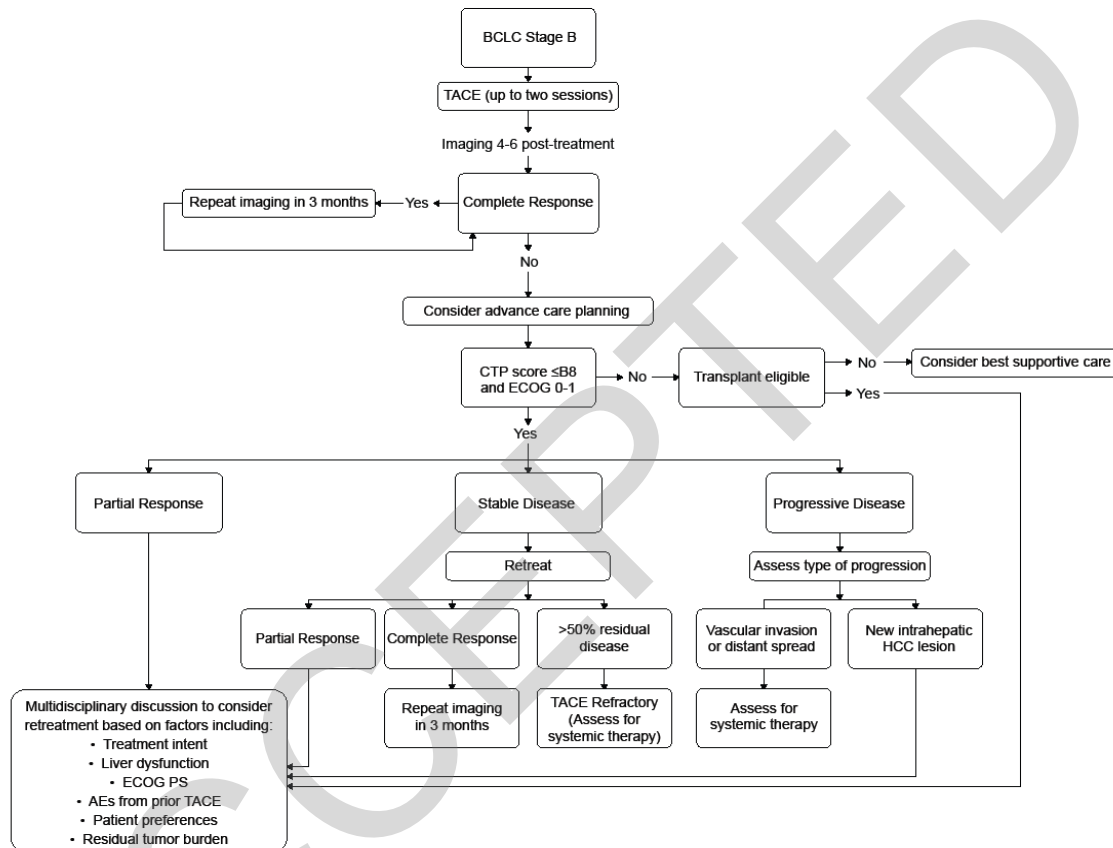 BCLC Stage B
TACE (up to two sessions)
Imaging 4-6 post-treatment
Repeat imaging in 3 months
Yes
Complete Response
No
Consider advance care planning
CTP score ≤B8
and ECOG 0-1
No
Transplant eligible
No
Consider best supportive care
Yes
Yes
Partial Response
Stable Disease
Progressive Disease
Retreat
Assess type of progression
Partial Response
Complete Response
>50% residual
disease
Vascular invasion
or distant spread
New intrahepatic
HCC lesion
Repeat imaging
in 3 months
TACE Refractory
(Assess for
systemic therapy)
Assess for
systemic therapy
Multidisciplinary discussion to consider
retreatment based on factors including:
• Treatment intent
• Liver dysfunction
• ECOG PS
• AEs from prior TACE
• Patient preferences
• Residual tumor burden
CCEPTED